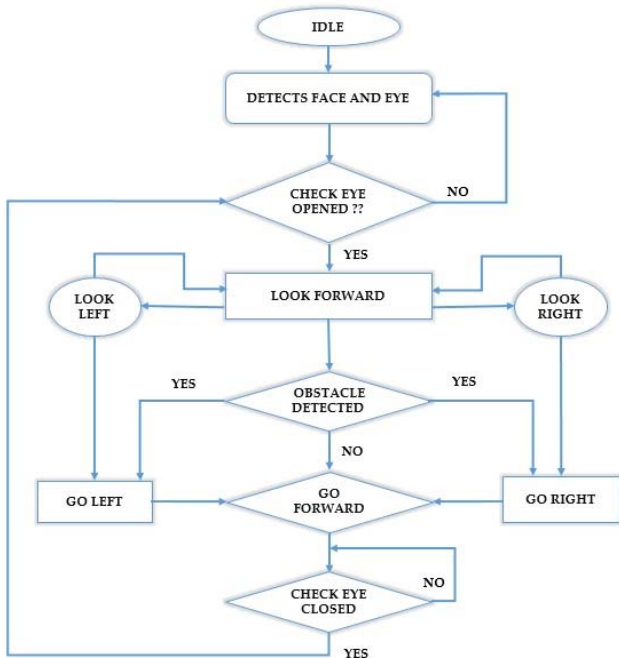 IDLE
DETECTS FACE AND EYE
CHECK EYE
OPENED ??
NO
YES
LOOK
LEFT
LOOK FORWARD
LOOK
RIGHT
YES
OBSTACLE
DETECTED
YES
NO
GO LEFT
GO
FORWARD
GO RIGHT
CHECK EYE
CLOSED
NO
YES